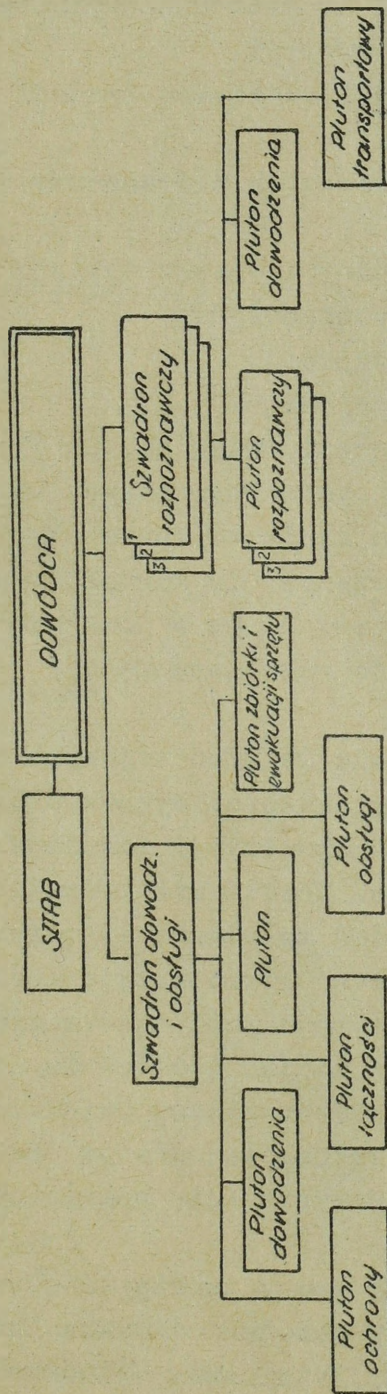 DOWÓDCA
SZTAB
Szwadron dowodz.
i obsługi
1
2
3
Szwadron
rozpoznawczy
Pluton
dowodzenia
Pluton
Pluton zbiórki i
ewakuacji sprzętu
1
2
3
Pluton
rozpoznawczy
Pluton
dowodzenia
Pluton
ochrony
Pluton
łączności
Pluton
obsługi
Pluton
transportowy